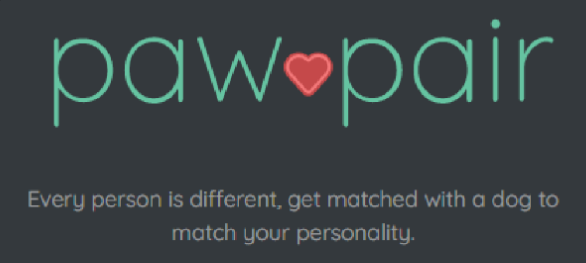 paw pair
Every person is different, get matched with a dog to
match your personality.